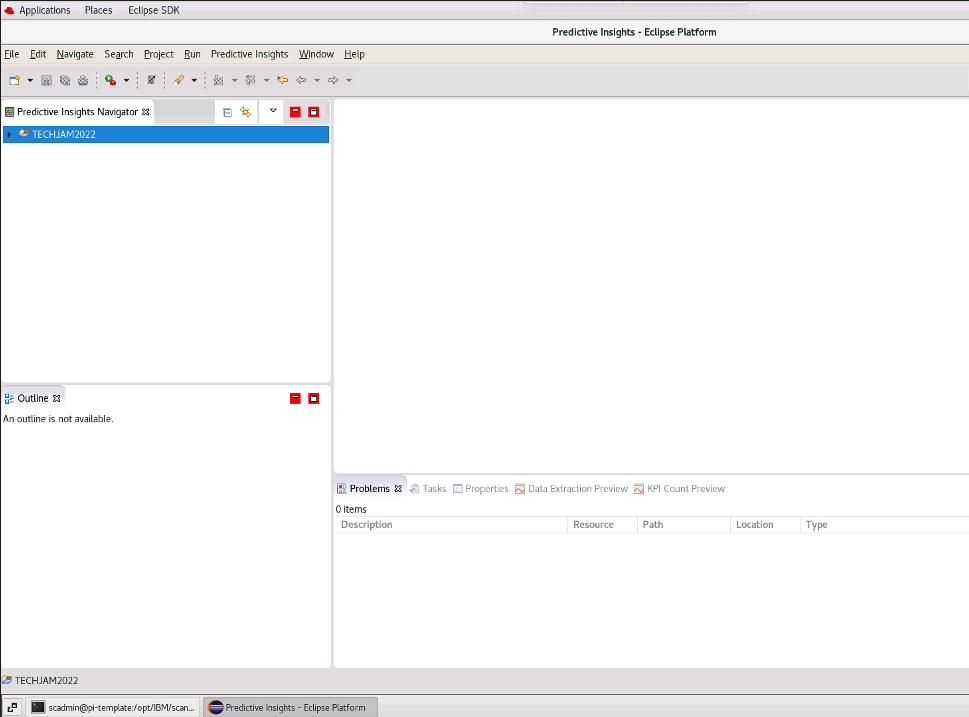 Applications Places Eclipse SDK
Predictive Insights - Eclipse Platform
File Edit Navigate Search Project Run Predictive Insights Window Help
Predictive Insights Navigator
TECHJAM2022
Outline
An outline is not available.
Problems Tasks Properties Data Extraction Preview KPI Count Preview
0 items
Description Resource Path Location Type
TECHJAM2022
scadmin@pi-template:/opt/IBM/scan... Predictive Insights - Eclipse Platform